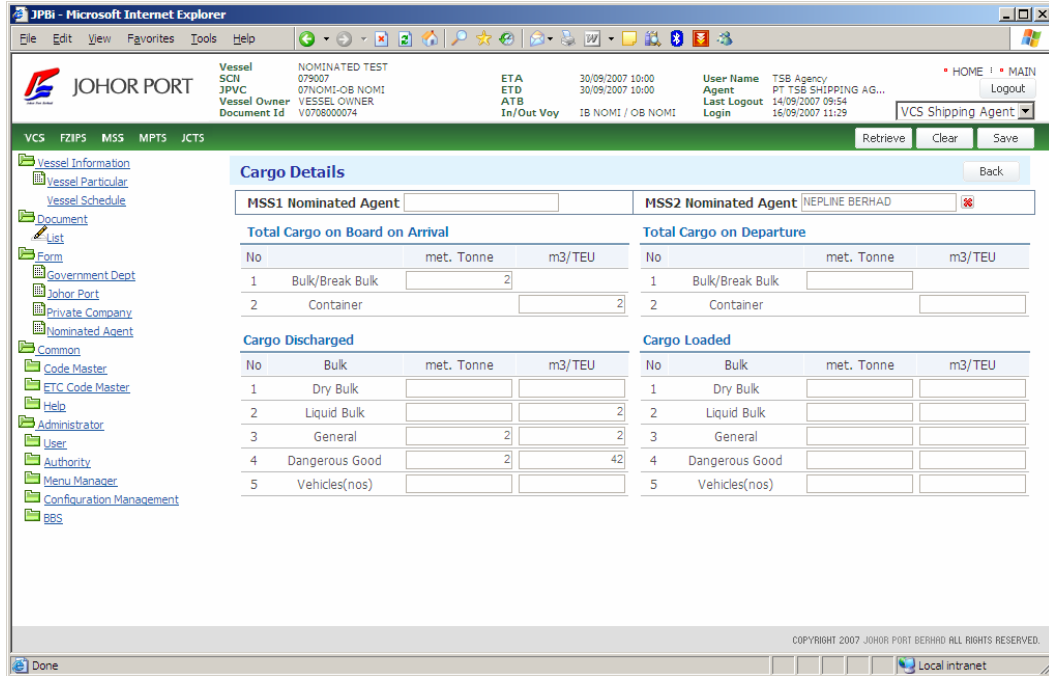 JPBi - Microsoft Internet Explorer
File Edit View Favorites Tools Help
JOHOR PORT
Vessel NOMINATED TEST
SCN 079007 ETA 30/09/2007 10:00 User Name TSB Agency
JPVC 07NOMI-OB NOMI ETD 30/09/2007 10:00 Agent PT TSB SHIPPING AG...
Vessel Owner VESSEL OWNER ATB Last Logout 14/09/2007 09:54
Document Id V0708000074 In/Out Voy IB NOMI / OB NOMI Login 16/09/2007 11:29
HOME MAIN
Logout
VCS Shipping Agent
VCS FZIPS MSS MPTS JCTS Retrieve Clear Save
Vessel Information
Vessel Particular
Vessel Schedule
Document
List
Form
Government Dept
Johor Port
Private Company
Nominated Agent
Common
Code Master
ETC Code Master
Help
Administrator
User
Authority
Menu Manager
Configuration Management
BBS
Cargo Details Back
MSS1 Nominated Agent MSS2 Nominated Agent NEPLINE BERHAD
Total Cargo on Board on Arrival
No met. Tonne m3/TEU
1 Bulk/Break Bulk 2
2 Container 2
Total Cargo on Departure
No met. Tonne m3/TEU
1 Bulk/Break Bulk
2 Container
Cargo Discharged
No Bulk met. Tonne m3/TEU
1 Dry Bulk
2 Liquid Bulk 2
3 General 2 2
4 Dangerous Good 2 42
5 Vehicles(nos)
Cargo Loaded
No Bulk met. Tonne m3/TEU
1 Dry Bulk
2 Liquid Bulk
3 General
4 Dangerous Good
5 Vehicles(nos)
COPYRIGHT 2007 JOHOR PORT BERHAD ALL RIGHTS RESERVED.
Done Local intranet